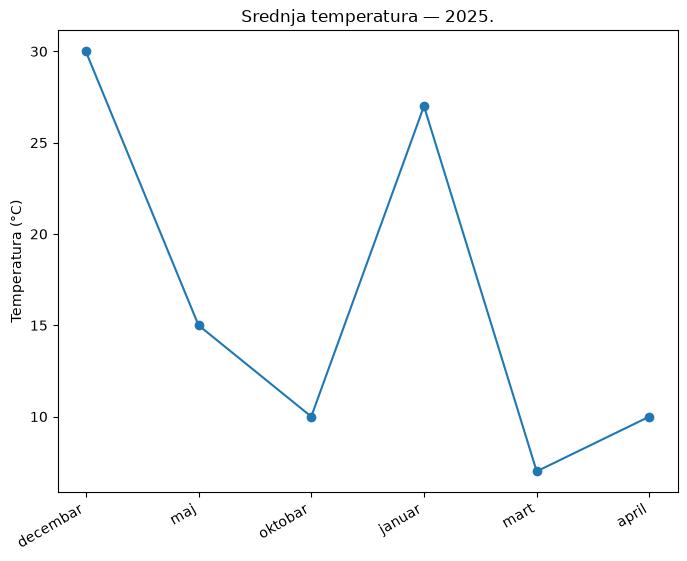 Srednja temperatura — 2025.
Temperatura (°C)
30
25
20
15
10
decembar
maj
oktobar
januar
mart
april